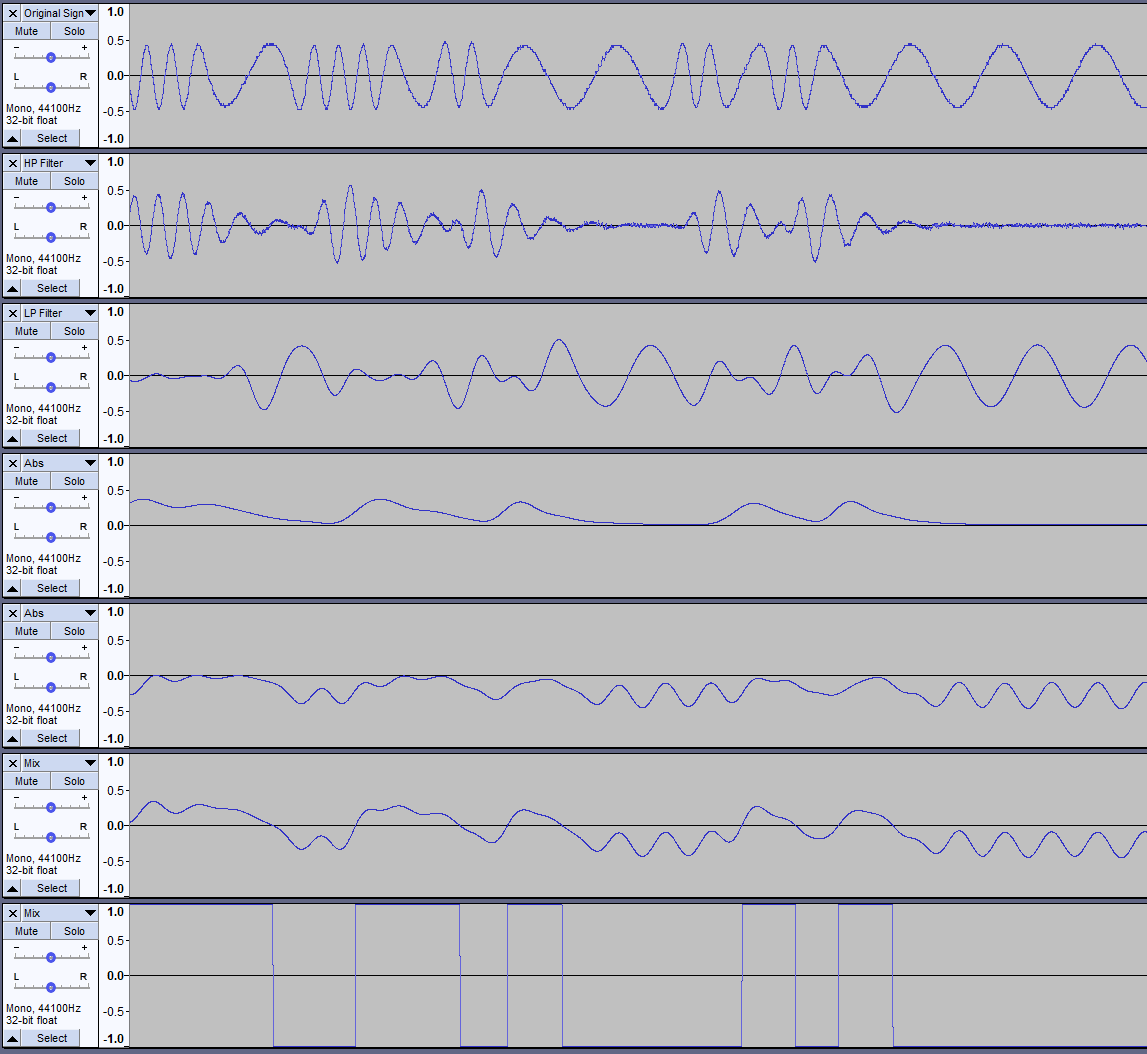 × Original Sign 1.0
Mute Solo
- + 0.5
L R 0.0
Mono, 44100Hz
32-bit float -0.5
Select -1.0
× HP Filter 1.0
Mute Solo
- + 0.5
L R 0.0
Mono, 44100Hz
32-bit float -0.5
Select -1.0
× LP Filter 1.0
Mute Solo
- + 0.5
L R 0.0
Mono, 44100Hz
32-bit float -0.5
Select -1.0
× Abs 1.0
Mute Solo
- + 0.5
L R 0.0
Mono, 44100Hz
32-bit float -0.5
Select -1.0
× Abs 1.0
Mute Solo
- + 0.5
L R 0.0
Mono, 44100Hz
32-bit float -0.5
Select -1.0
× Mix 1.0
Mute Solo
- + 0.5
L R 0.0
Mono, 44100Hz
32-bit float -0.5
Select -1.0
× Mix 1.0
Mute Solo
- + 0.5
L R 0.0
Mono, 44100Hz
32-bit float -0.5
Select -1.0